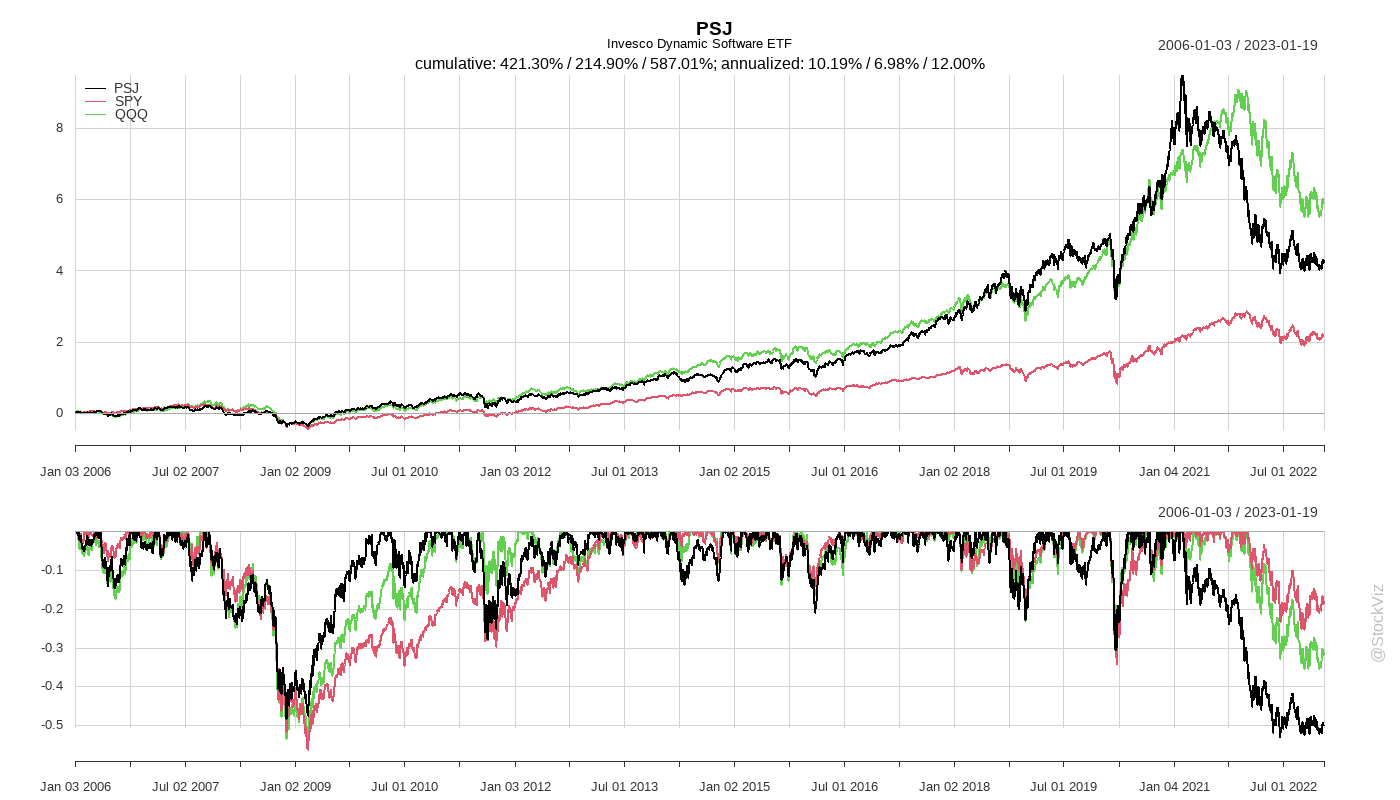 PSJ
Invesco Dynamic Software ETF
2006-01-03 / 2023-01-19
cumulative: 421.30% / 214.90% / 587.01%; annualized: 10.19% / 6.98% / 12.00%
PSJ
SPY
QQQ
8
6
4
2
0
Jan 03 2006 Jul 02 2007 Jan 02 2009 Jul 01 2010 Jan 03 2012 Jul 01 2013 Jan 02 2015 Jul 01 2016 Jan 02 2018 Jul 01 2019 Jan 04 2021 Jul 01 2022
2006-01-03 / 2023-01-19
-0.1
-0.2
-0.3
-0.4
-0.5
Jan 03 2006 Jul 02 2007 Jan 02 2009 Jul 01 2010 Jan 03 2012 Jul 01 2013 Jan 02 2015 Jul 01 2016 Jan 02 2018 Jul 01 2019 Jan 04 2021 Jul 01 2022
@StockViz